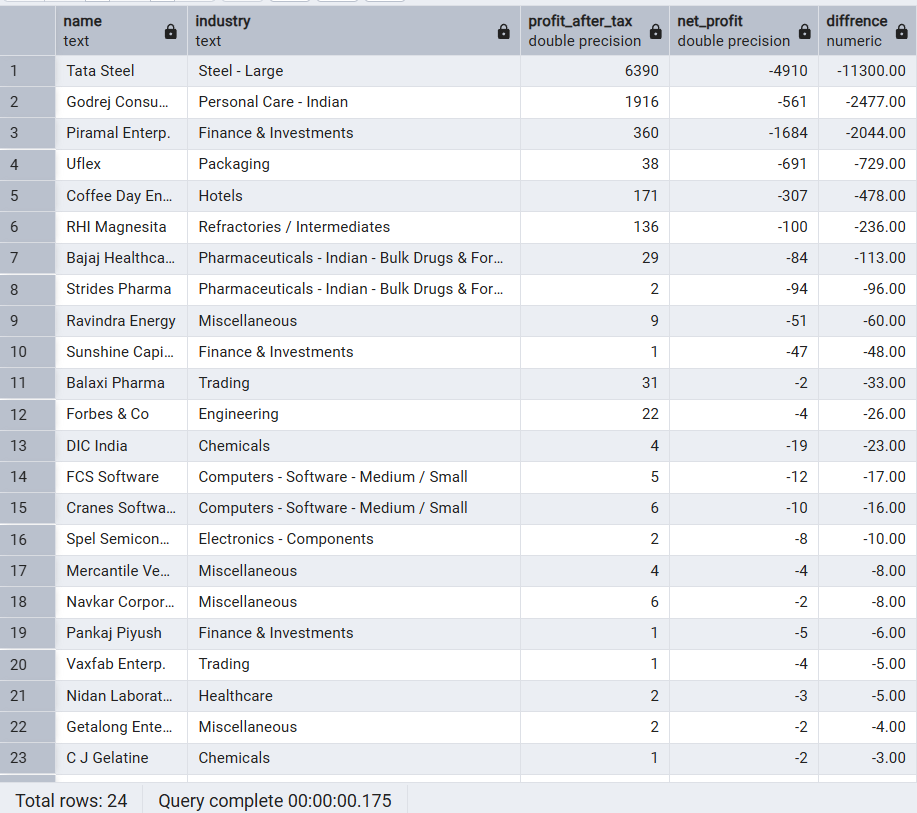 name industry profit_after_tax net_profit diffrence
text text double precision double precision numeric
1 Tata Steel Steel - Large 6390 -4910 -11300.00
2 Godrej Consu... Personal Care - Indian 1916 -561 -2477.00
3 Piramal Enterp. Finance & Investments 360 -1684 -2044.00
4 Uflex Packaging 38 -691 -729.00
5 Coffee Day En... Hotels 171 -307 -478.00
6 RHI Magnesita Refractories / Intermediates 136 -100 -236.00
7 Bajaj Healthca... Pharmaceuticals - Indian - Bulk Drugs & For... 29 -84 -113.00
8 Strides Pharma Pharmaceuticals - Indian - Bulk Drugs & For... 2 -94 -96.00
9 Ravindra Energy Miscellaneous 9 -51 -60.00
10 Sunshine Capi... Finance & Investments 1 -47 -48.00
11 Balaxi Pharma Trading 31 -2 -33.00
12 Forbes & Co Engineering 22 -4 -26.00
13 DIC India Chemicals 4 -19 -23.00
14 FCS Software Computers - Software - Medium / Small 5 -12 -17.00
15 Cranes Softwa... Computers - Software - Medium / Small 6 -10 -16.00
16 Spel Semicon... Electronics - Components 2 -8 -10.00
17 Mercantile Ve... Miscellaneous 4 -4 -8.00
18 Navkar Corpor... Miscellaneous 6 -2 -8.00
19 Pankaj Piyush Finance & Investments 1 -5 -6.00
20 Vaxfab Enterp. Trading 1 -4 -5.00
21 Nidan Laborat... Healthcare 2 -3 -5.00
22 Getalong Ente... Miscellaneous 2 -2 -4.00
23 C J Gelatine Chemicals 1 -2 -3.00
Total rows: 24 Query complete 00:00:00.175